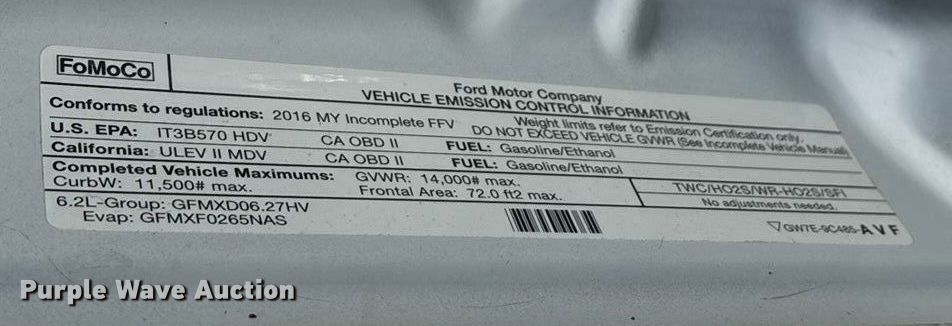 FoMoCo
Ford Motor Company
VEHICLE EMISSION CONTROL INFORMATION
Conforms to regulations: 2016 MY Incomplete FFV
Weight limits refer to Emission Certification only.
DO NOT EXCEED VEHICLE GVWR (See Incomplete Vehicle Manual)
U.S. EPA: IT3B570 HDV CA OBD II FUEL: Gasoline/Ethanol
California: ULEV II MDV CA OBD II FUEL: Gasoline/Ethanol
Completed Vehicle Maximums: GVWR: 14,000# max. TWC/HO2S/WR-HO2S/SFI
CurbW: 11,500# max. Frontal Area: 72.0 ft2 max. No adjustments needed.
6.2L-Group: GFMXD06.27HV
Evap: GFMXF0265NAS
GW7E-9C485-AVF
Purple Wave Auction